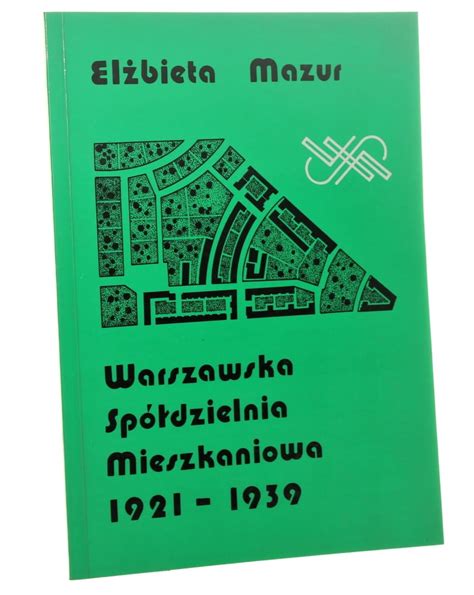 Elżbieta Mazur
Warszawska
Spółdzielnia
Mieszkaniowa
1921 - 1939